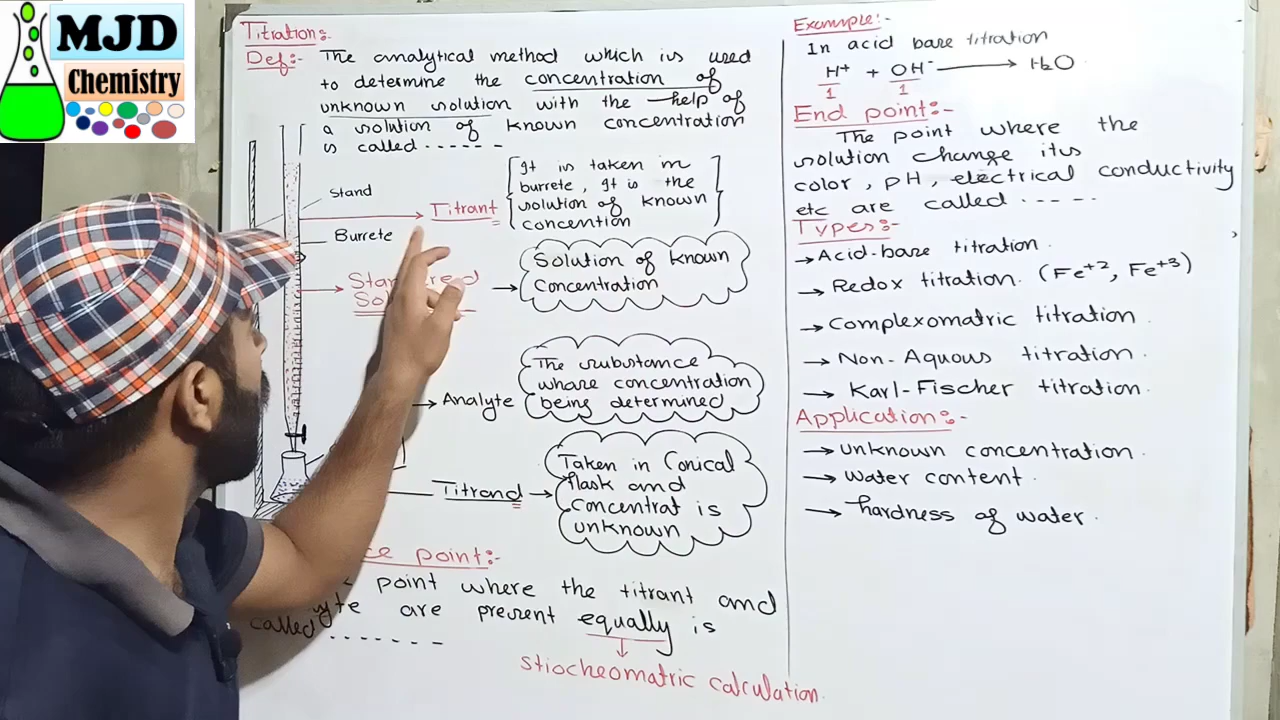 MJD
Chemistry
Titration:-
Def:- The analytical method which is used
to determine the concentration of
unknown solution with the help of
a solution of known concentration
is called - - - - - -
Stand
Burrete
Titrant
It is taken in
burrete, It is the
solution of known
concention
Solution of known
concentration
Analyte
The substance
whase concentration
being determined
Titrand
Taken in Conical
flask and
concentrat is
unknown
point:-
point where the titrant and
are present equally is
called - - - - - - -
stiocheomatric calculation.
Example:-
In acid base titration
H+ + OH- → H2O
1 1
End point:-
The point where the
solution change its
color, pH, electrical conductivity
etc are called - - - - -
Types:-
→ Acid-base titration.
→ Redox titration. (Fe+2, Fe+3)
→ Complexomatric titration.
→ Non-Aquous titration.
→ Karl-Fischer titration.
Application:-
→ unknown concentration.
→ water content.
→ hardness of water.